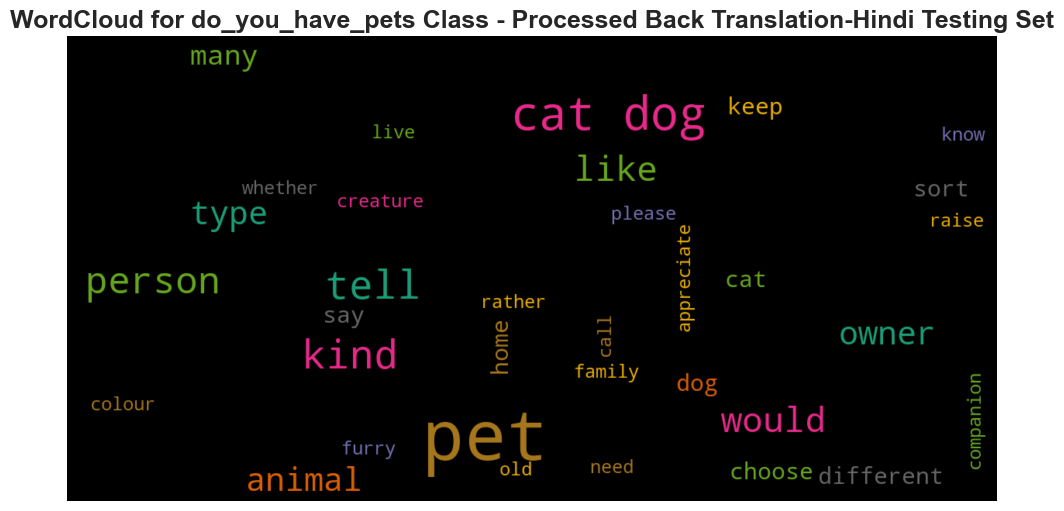 WordCloud for do_you_have_pets Class - Processed Back Translation-Hindi Testing Set
many
cat dog
keep
live
know
like
whether
creature
sort
type
please
raise
appreciate
person
tell
cat
rather
say
home
call
owner
kind
family
dog
colour
companion
pet
would
furry
old
need
choose
different
animal